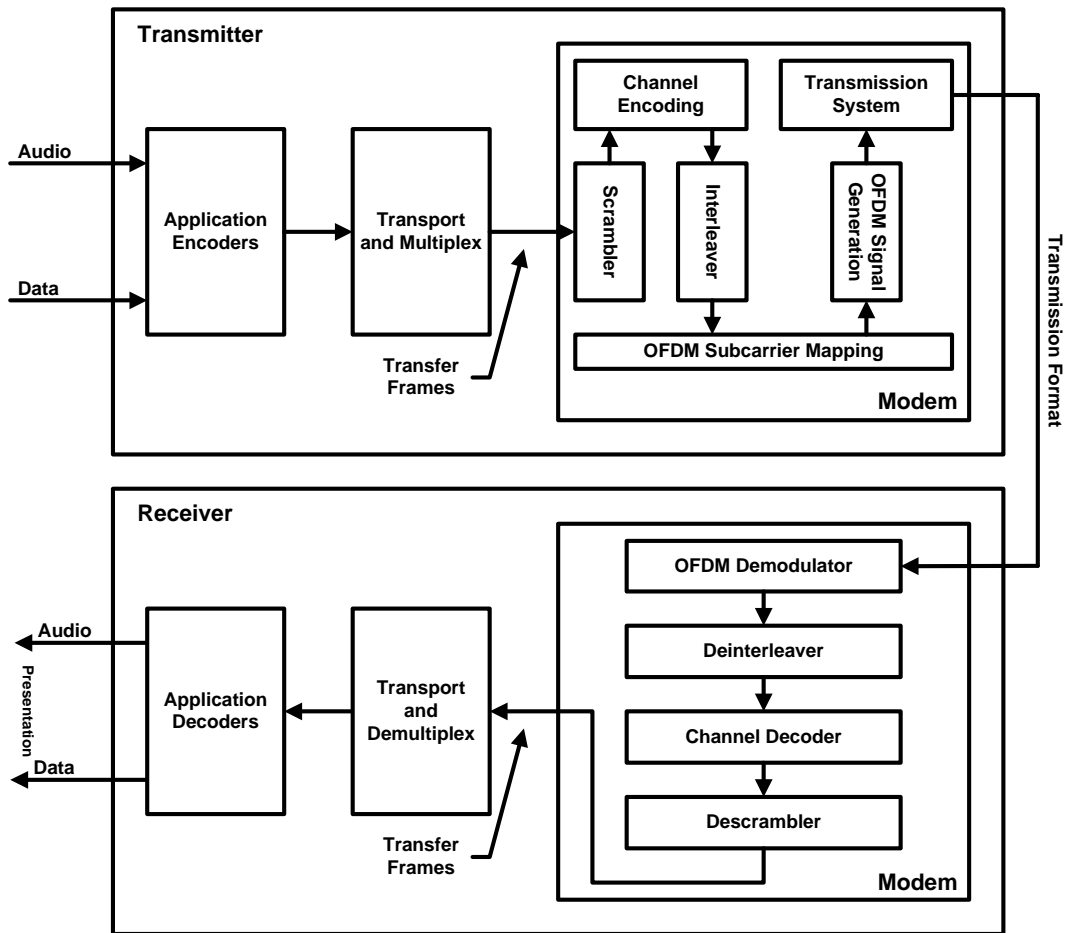 Transmitter
Audio
Data
Application
Encoders
Transport
and Multiplex
Transfer
Frames
Channel
Encoding
Scrambler
Interleaver
Transmission
System
OFDM Signal
Generation
OFDM Subcarrier Mapping
Modem
Transmission Format
Receiver
OFDM Demodulator
Deinterleaver
Channel Decoder
Descrambler
Modem
Transport
and
Demultiplex
Transfer
Frames
Application
Decoders
Audio
Presentation
Data